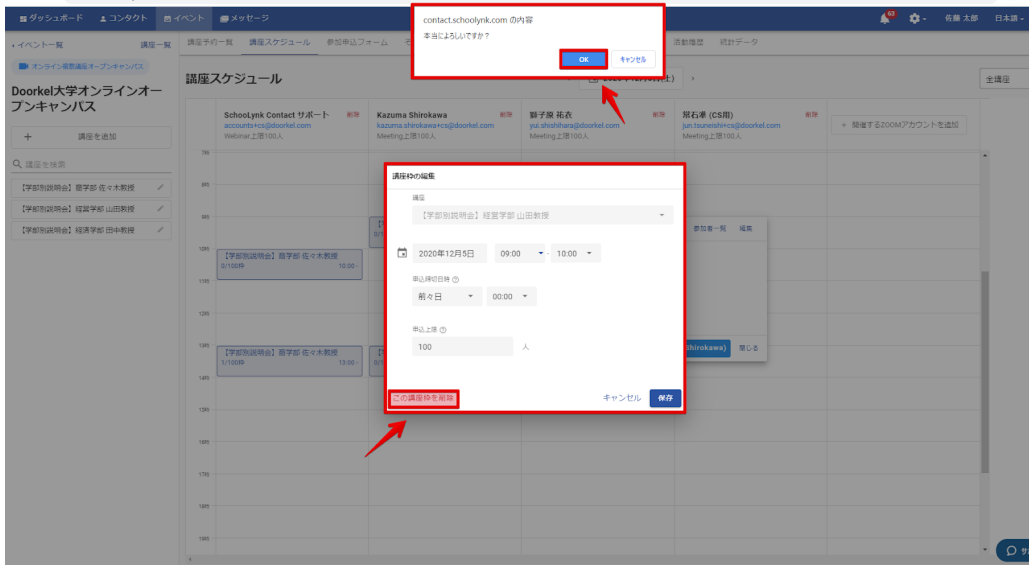 ダッシュボード
コンタクト
イベント
メッセージ
63
佐藤 太郎
日本語
contact.schoolynk.com の内容
本当によろしいですか？
OK
キャンセル
イベント一覧
講座一覧
講座予約一覧
講座スケジュール
参加申込フォーム
活動履歴
統計データ
オンライン複数講座オープンキャンパス
Doorkel大学オンラインオー
プンキャンパス
講座スケジュール
全講座
+ 講座を追加
講座を検索
【学部別説明会】商学部 佐々木教授
【学部別説明会】経営学部 山田教授
【学部別説明会】経済学部 田中教授
SchooLynk Contact サポート
削除
accounts+cs@doorkel.com
Webinar上限100人
Kazuma Shirokawa
削除
kazuma.shirokawa+cs@doorkel.com
Meeting上限100人
獅子原 祐衣
削除
yui.shishihara@doorkel.com
Meeting上限100人
常石準 (CS用)
削除
jun.tsuneishi+cs@doorkel.com
Meeting上限100人
+ 開催するZOOMアカウントを追加
7時
8時
9時
10時
11時
12時
13時
14時
15時
16時
17時
18時
19時
【学部別説明会】商学部 佐々木教授
0/100枠
10:00 -
【学部別説明会】商学部 佐々木教授
1/100枠
13:00 -
参加者一覧
編集
Shirokawa)
閉じる
講座枠の編集
講座
【学部別説明会】経営学部 山田教授
2020年12月5日
09:00
-
10:00
申込締切日時
前々日
00:00
申込上限
100
人
この講座枠を削除
キャンセル
保存